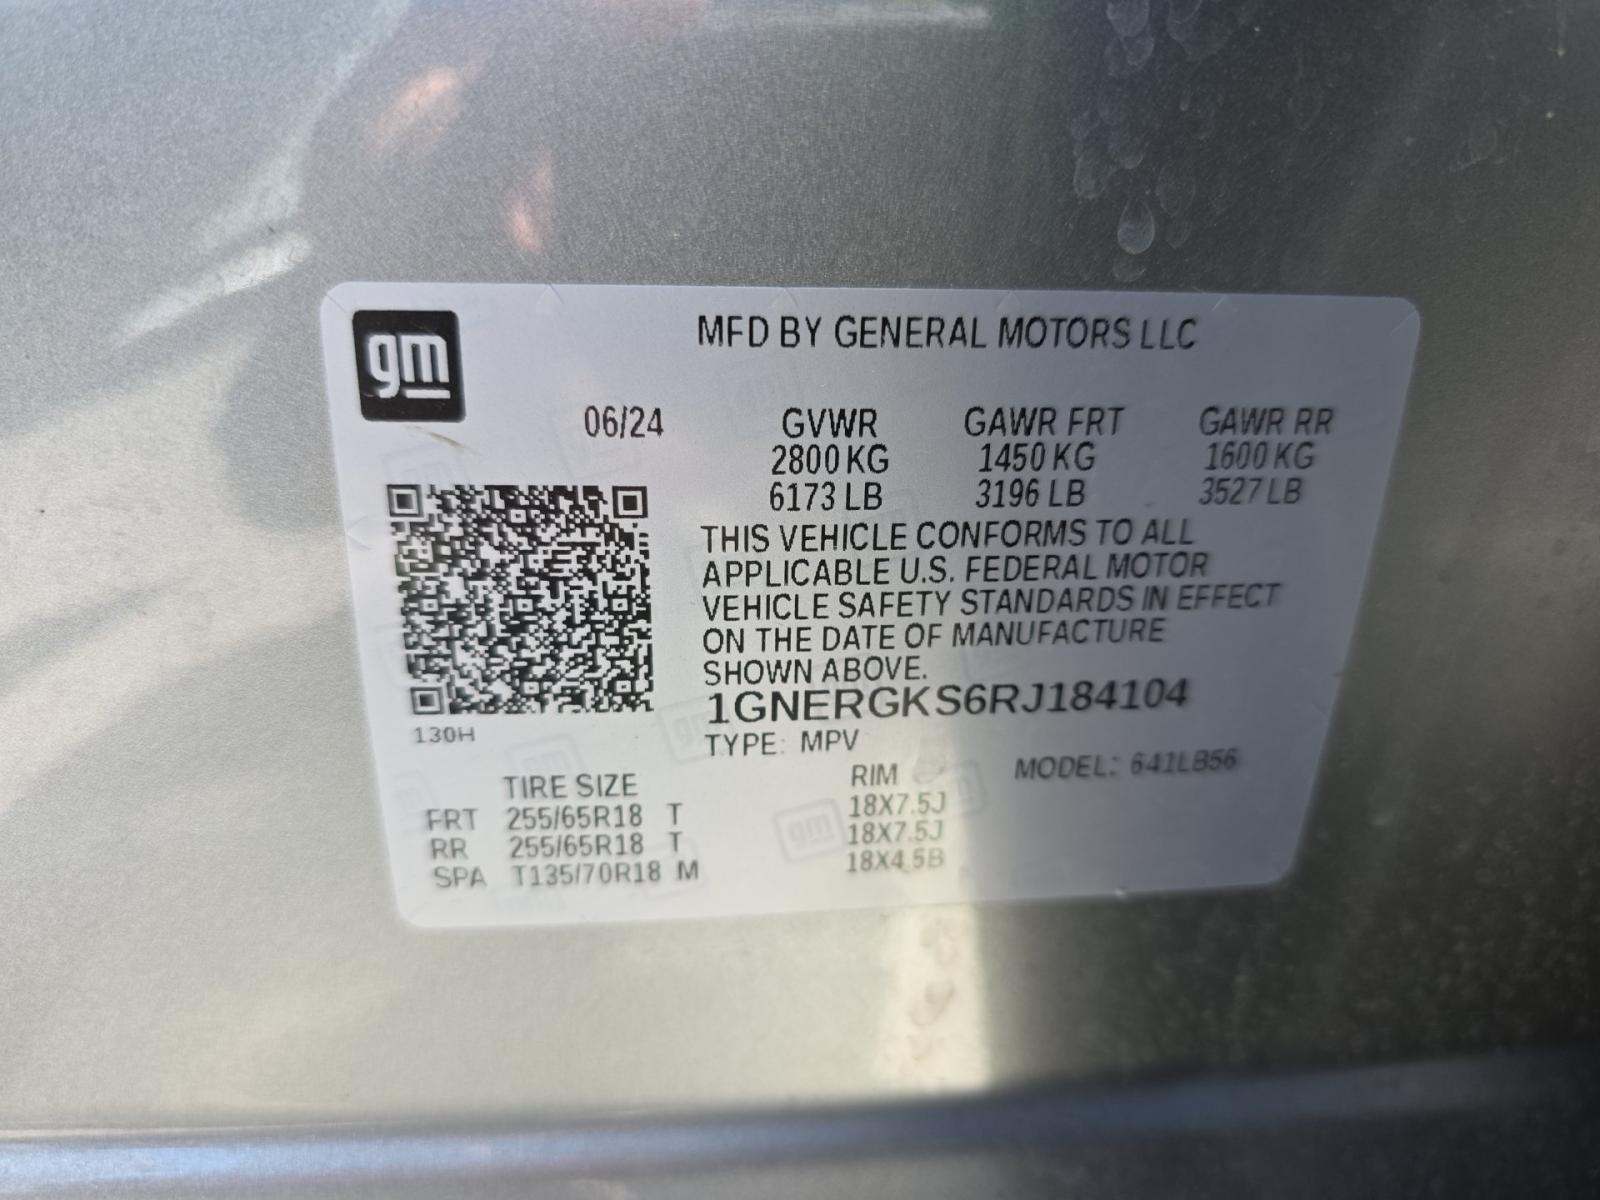 gm
MFD BY GENERAL MOTORS LLC
06/24 GVWR GAWR FRT GAWR RR
2800 KG 1450 KG 1600 KG
6173 LB 3196 LB 3527 LB
THIS VEHICLE CONFORMS TO ALL
APPLICABLE U.S. FEDERAL MOTOR
VEHICLE SAFETY STANDARDS IN EFFECT
ON THE DATE OF MANUFACTURE
SHOWN ABOVE.
1GNERGKS6RJ184104
130H
TYPE: MPV MODEL: 641LB56
TIRE SIZE RIM
FRT 255/65R18 T 18X7.5J
RR 255/65R18 T 18X7.5J
SPA T135/70R18 M 18X4.5B